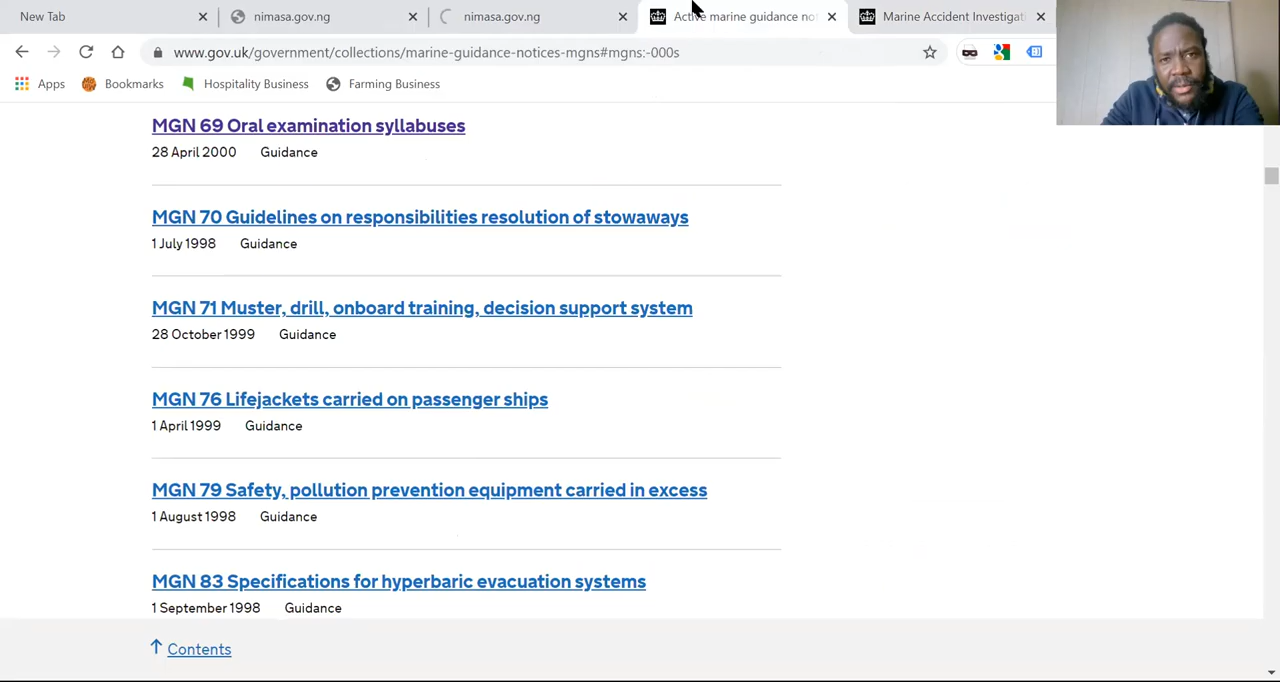 New Tab
nimasa.gov.ng
nimasa.gov.ng
Active marine guidance no
Marine Accident Investigati
www.gov.uk/government/collections/marine-guidance-notices-mgns#mgns:-000s
Apps
Bookmarks
Hospitality Business
Farming Business
MGN 69 Oral examination syllabuses
28 April 2000 Guidance
MGN 70 Guidelines on responsibilities resolution of stowaways
1 July 1998 Guidance
MGN 71 Muster, drill, onboard training, decision support system
28 October 1999 Guidance
MGN 76 Lifejackets carried on passenger ships
1 April 1999 Guidance
MGN 79 Safety, pollution prevention equipment carried in excess
1 August 1998 Guidance
MGN 83 Specifications for hyperbaric evacuation systems
1 September 1998 Guidance
Contents